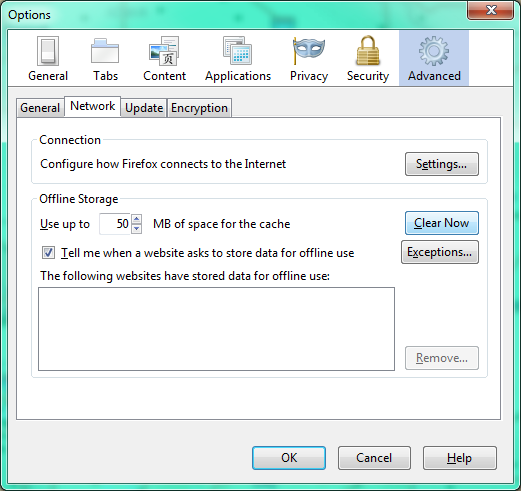 Options
General Tabs Content Applications Privacy Security Advanced
General Network Update Encryption
Connection
Configure how Firefox connects to the Internet Settings...
Offline Storage
Use up to 50 MB of space for the cache Clear Now
Tell me when a website asks to store data for offline use Exceptions...
The following websites have stored data for offline use:
Remove...
OK Cancel Help